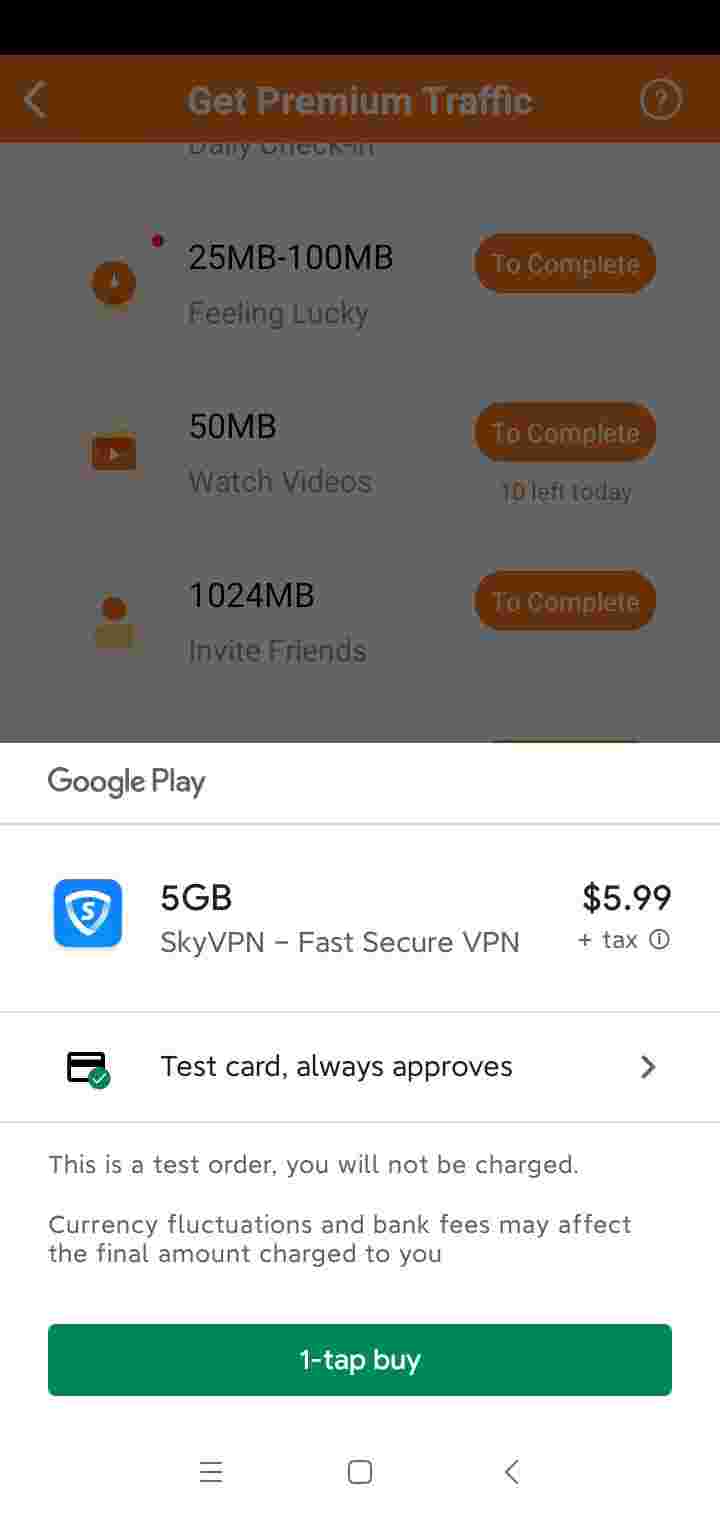 Get Premium Traffic
?
Daily Check-in
25MB-100MB
To Complete
Feeling Lucky
50MB
To Complete
Watch Videos
10 left today
1024MB
To Complete
Invite Friends
Google Play
S
5GB
$5.99
SkyVPN – Fast Secure VPN
+ tax ⓘ
Test card, always approves
This is a test order, you will not be charged.
Currency fluctuations and bank fees may affect
the final amount charged to you
1-tap buy